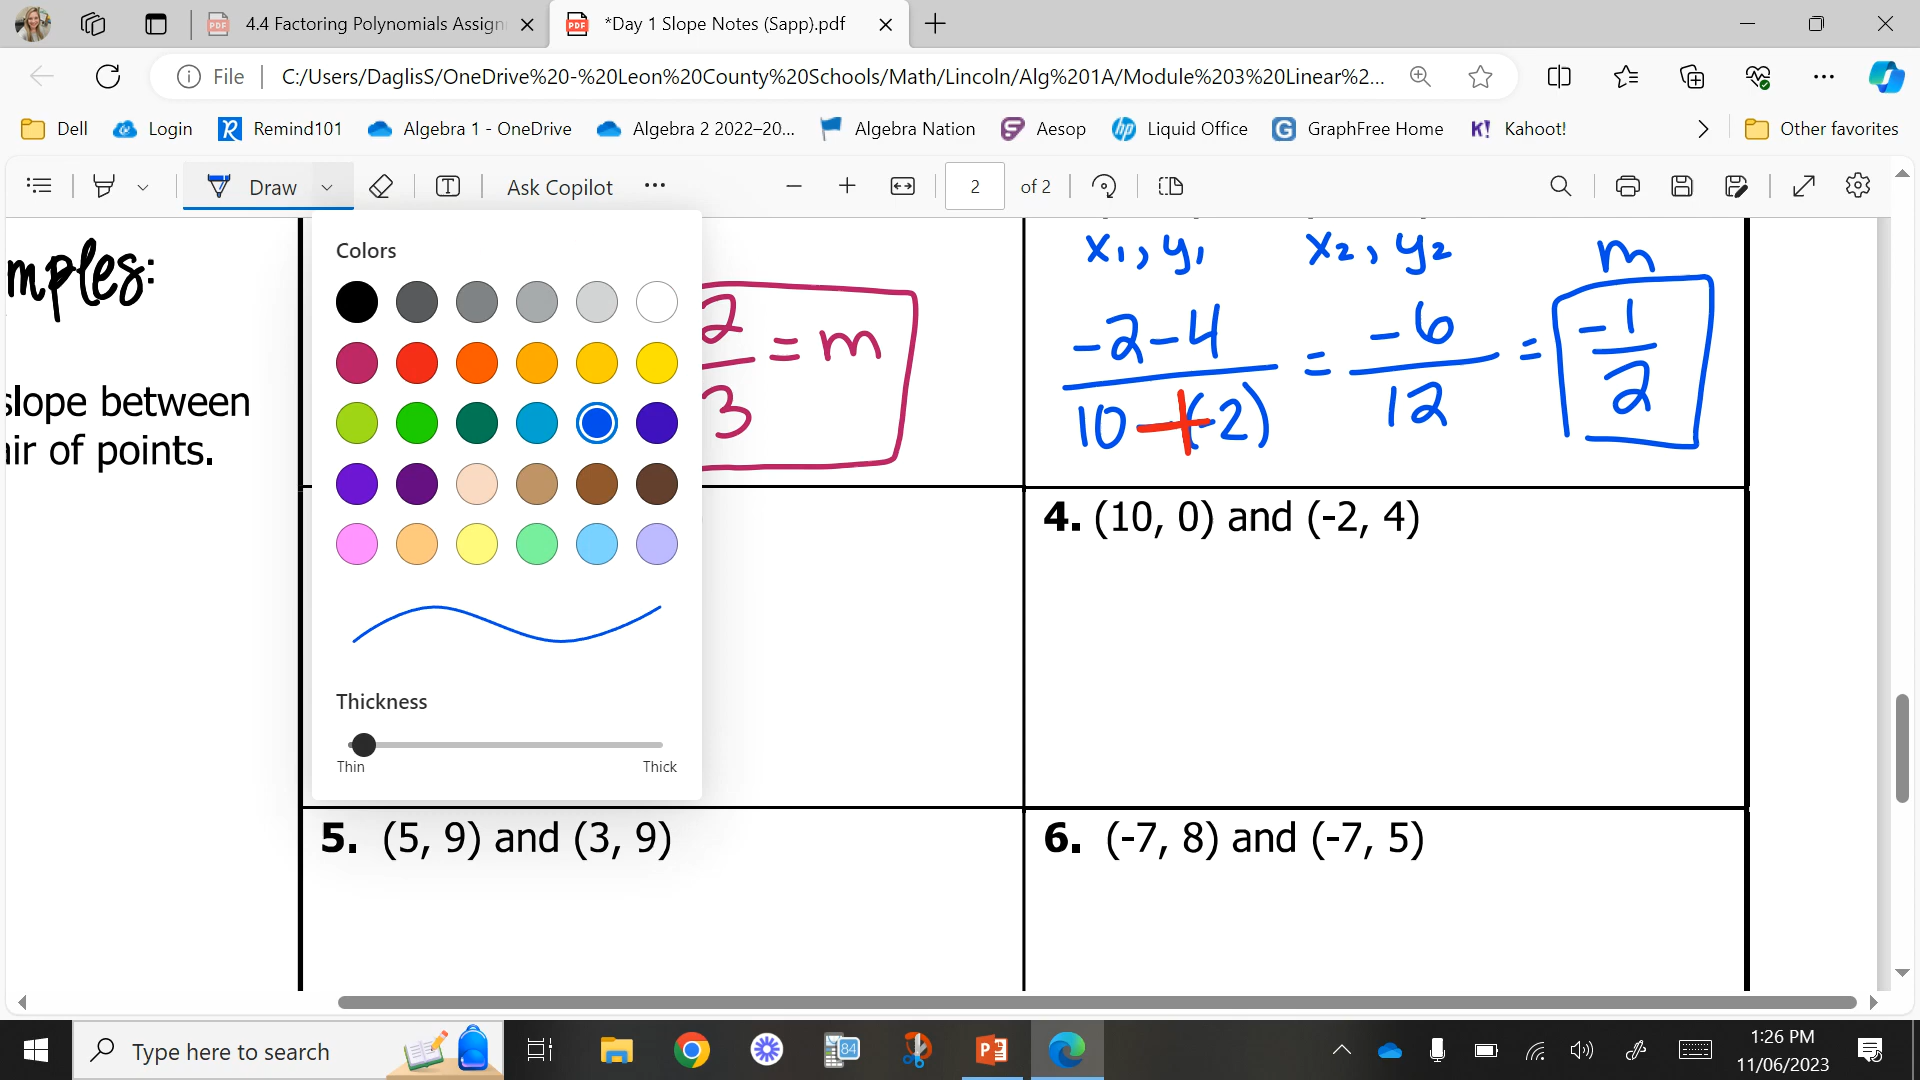 4.4 Factoring Polynomials Assign
*Day 1 Slope Notes (Sapp).pdf
File
C:/Users/DaglisS/OneDrive%20-%20Leon%20County%20Schools/Math/Lincoln/Alg%201A/Module%203%20Linear%2...
Dell
Login
Remind101
Algebra 1 - OneDrive
Algebra 2 2022–20...
Algebra Nation
Aesop
Liquid Office
GraphFree Home
Kahoot!
Other favorites
Draw
Ask Copilot
2 of 2
mples:
slope between
air of points.
Colors
Thickness
Thin
Thick
2/3 = m
x₁, y₁ x₂, y₂ m
-2-4 / 10-(-2) = -6/12 = -1/2
4. (10, 0) and (-2, 4)
5. (5, 9) and (3, 9)
6. (-7, 8) and (-7, 5)
Type here to search
84
1:26 PM
11/06/2023